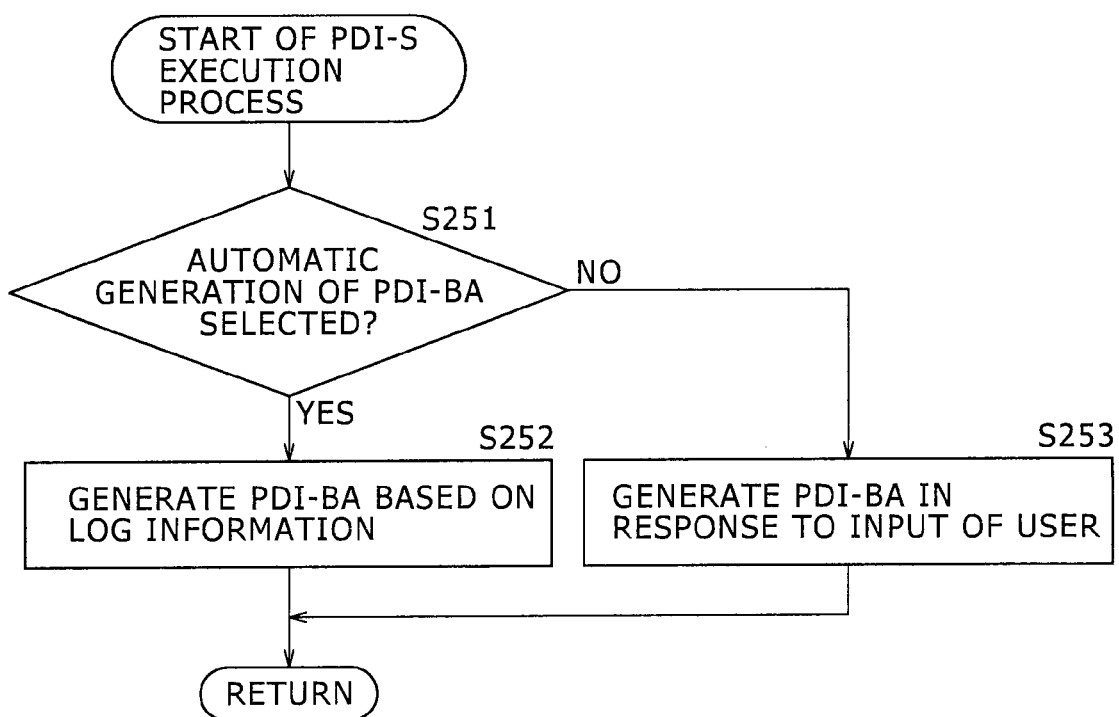 START OF PDI-S
EXECUTION
PROCESS
S251
AUTOMATIC
GENERATION OF PDI-BA
SELECTED?
NO
YES
S252
GENERATE PDI-BA BASED ON
LOG INFORMATION
S253
GENERATE PDI-BA IN
RESPONSE TO INPUT OF USER
RETURN